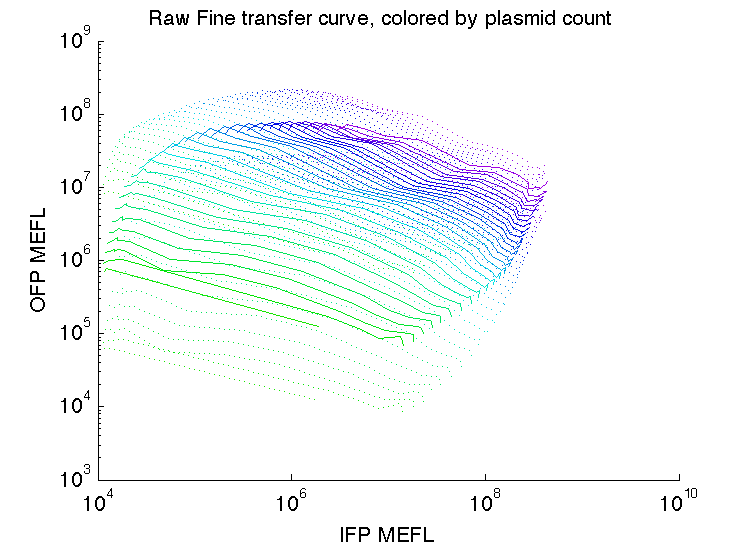 Raw Fine transfer curve, colored by plasmid count
10^9
10^8
10^7
10^6
10^5
10^4
10^3
OFP MEFL
10^4 10^6 10^8 10^10
IFP MEFL